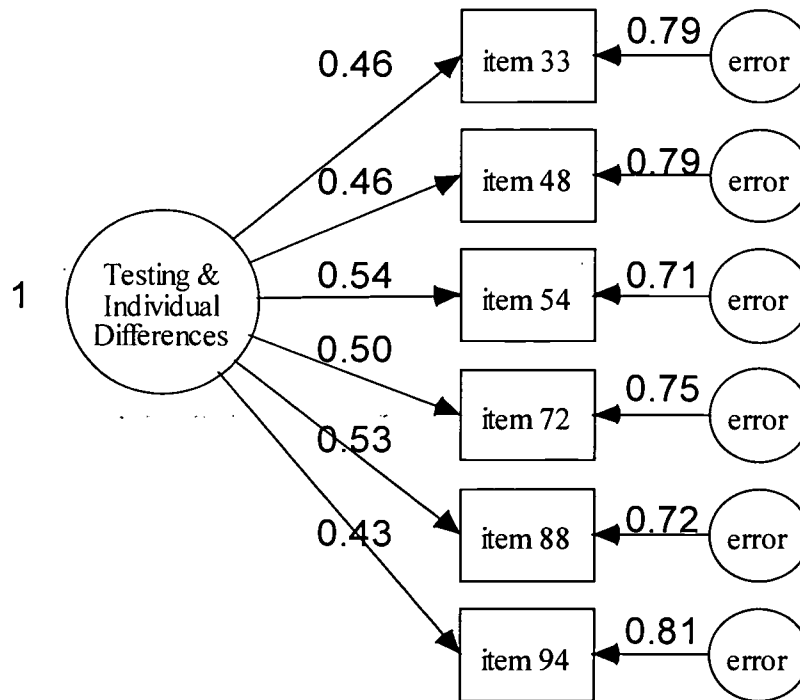 0.46
item 33
0.79
error
0.46
item 48
0.79
error
1
Testing &
Individual
Differences
0.54
item 54
0.71
error
0.50
item 72
0.75
error
0.53
item 88
0.72
error
0.43
item 94
0.81
error